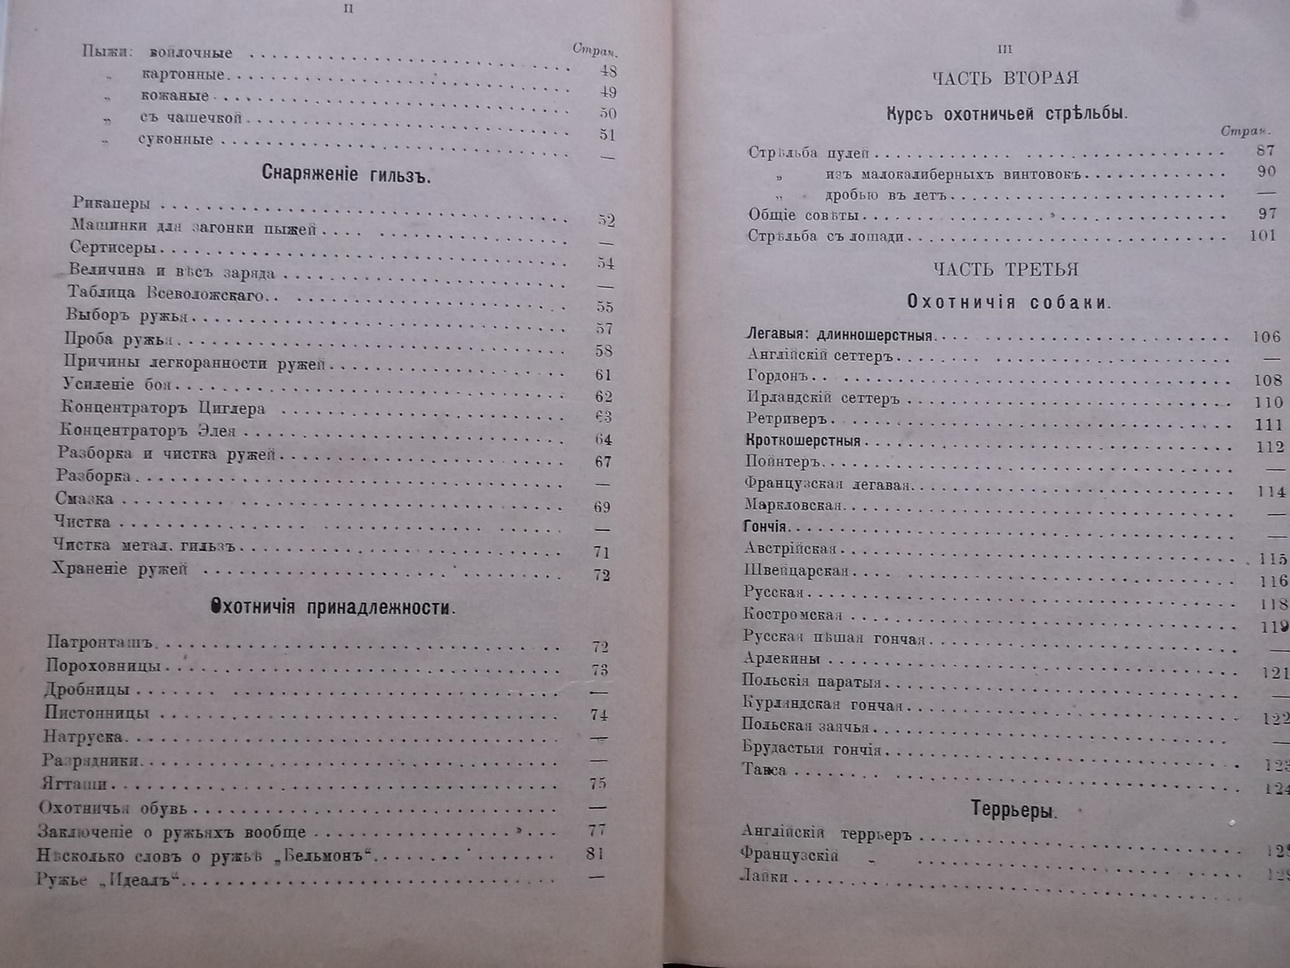 II
Стран.
Пыжи: войлочные . . . . . . . . . . 48
„ картонные . . . . . . . . . . 49
„ кожаные . . . . . . . . . . 50
„ съ чашечкой . . . . . . . . . . 51
„ суконные . . . . . . . . . . —
Снаряженіе гильзъ.
Рикаперы . . . . . . . . . . 52
Машинки для загонки пыжей . . . . . . . . . . —
Сертисеры . . . . . . . . . . 54
Величина и вѣсъ заряда . . . . . . . . . . —
Таблица Всеволожскаго . . . . . . . . . . 55
Выборъ ружья . . . . . . . . . . 57
Проба ружья . . . . . . . . . . 58
Причины легкоранности ружей . . . . . . . . . . 61
Усиленіе боя . . . . . . . . . . 62
Концентраторъ Циглера . . . . . . . . . . 63
Концентраторъ Элея . . . . . . . . . . 64
Разборка и чистка ружей . . . . . . . . . . 67
Разборка . . . . . . . . . . —
Смазка . . . . . . . . . . 69
Чистка . . . . . . . . . . —
Чистка метал. гильзъ . . . . . . . . . . 71
Храненіе ружей . . . . . . . . . . 72
Охотничія принадлежности.
Патронташъ . . . . . . . . . . 72
Пороховницы . . . . . . . . . . 73
Дробницы . . . . . . . . . . —
Пистонницы . . . . . . . . . . 74
Натруска . . . . . . . . . . —
Разрядники . . . . . . . . . . —
Ягташи . . . . . . . . . . 75
Охотничья обувь . . . . . . . . . . —
Заключеніе о ружьяхъ вообще . . . . . . . . . . 77
Нѣсколько словъ о ружьѣ „Бельмонъ“ . . . . . . . . . . 81
Ружье „Идеалъ“ . . . . . . . . . . —
III
ЧАСТЬ ВТОРАЯ
Курсъ охотничьей стрѣльбы.
Стран.
Стрѣльба пулей . . . . . . . . . . 87
„ изъ малокалиберныхъ винтовокъ . . . . . . . . . . 90
„ дробью въ летъ . . . . . . . . . . —
Общіе совѣты . . . . . . . . . . 97
Стрѣльба съ лошади . . . . . . . . . . 101
ЧАСТЬ ТРЕТЬЯ
Охотничія собаки.
Легавыя: длинношерстныя . . . . . . . . . . 106
Англійскій сеттеръ . . . . . . . . . . —
Гордонъ . . . . . . . . . . 108
Ирландскій сеттеръ . . . . . . . . . . 110
Ретриверъ . . . . . . . . . . 111
Кроткошерстныя . . . . . . . . . . 112
Пойнтеръ . . . . . . . . . . —
Французская легавая . . . . . . . . . . 114
Маркловская . . . . . . . . . . —
Гончія . . . . . . . . . . —
Австрійская . . . . . . . . . . 115
Швейцарская . . . . . . . . . . 116
Русская . . . . . . . . . . 118
Костромская . . . . . . . . . . 119
Русская пѣшая гончая . . . . . . . . . . —
Арлекины . . . . . . . . . . 121
Польскія паратыя . . . . . . . . . . —
Курляндская гончая . . . . . . . . . . 122
Польская заячья . . . . . . . . . . —
Брудастыя гончія . . . . . . . . . . 123
Такса . . . . . . . . . . 124
Террьеры.
Англійскій террьеръ . . . . . . . . . .
Французскій „ . . . . . . . . . .
Лайки . . . . . . . . . .